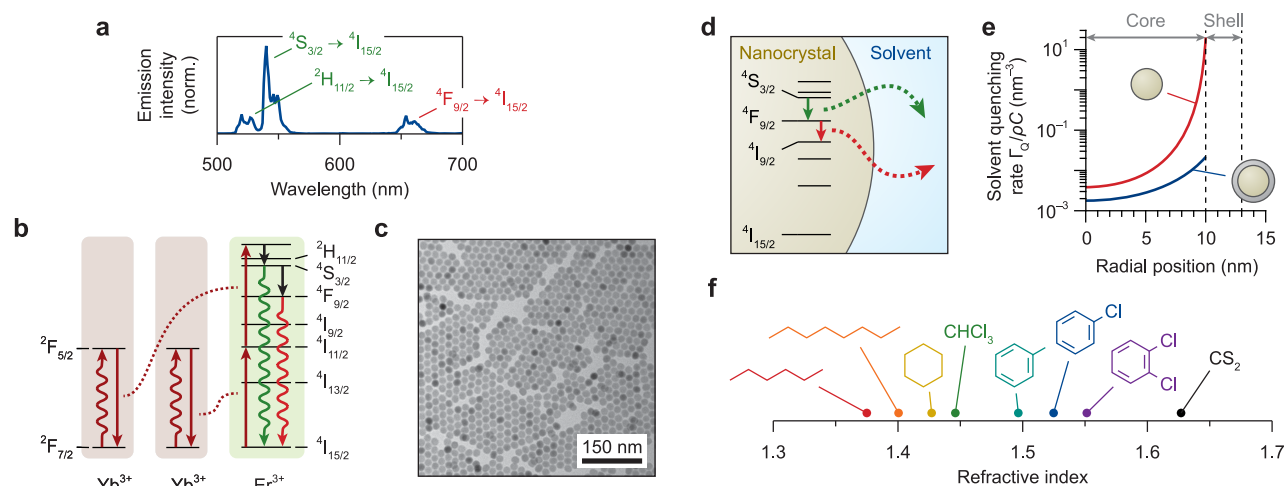 a
Emission intensity (norm.)
⁴S₃/₂ → ⁴I₁₅/₂
²H₁₁/₂ → ⁴I₁₅/₂
⁴F₉/₂ → ⁴I₁₅/₂
500 600 700
Wavelength (nm)
b
²F₅/₂
²F₇/₂
²H₁₁/₂
⁴S₃/₂
⁴F₉/₂
⁴I₉/₂
⁴I₁₁/₂
⁴I₁₃/₂
⁴I₁₅/₂
Yb³⁺ Yb³⁺ Er³⁺
c
150 nm
d
Nanocrystal Solvent
⁴S₃/₂
⁴F₉/₂
⁴I₉/₂
⁴I₁₅/₂
e
Core Shell
Solvent quenching
rate Γ_Q/ρC (nm⁻³)
10¹
10⁻¹
10⁻³
0 5 10 15
Radial position (nm)
f
Cl
CHCl₃
Cl
Cl
CS₂
1.3 1.4 1.5 1.6 1.7
Refractive index